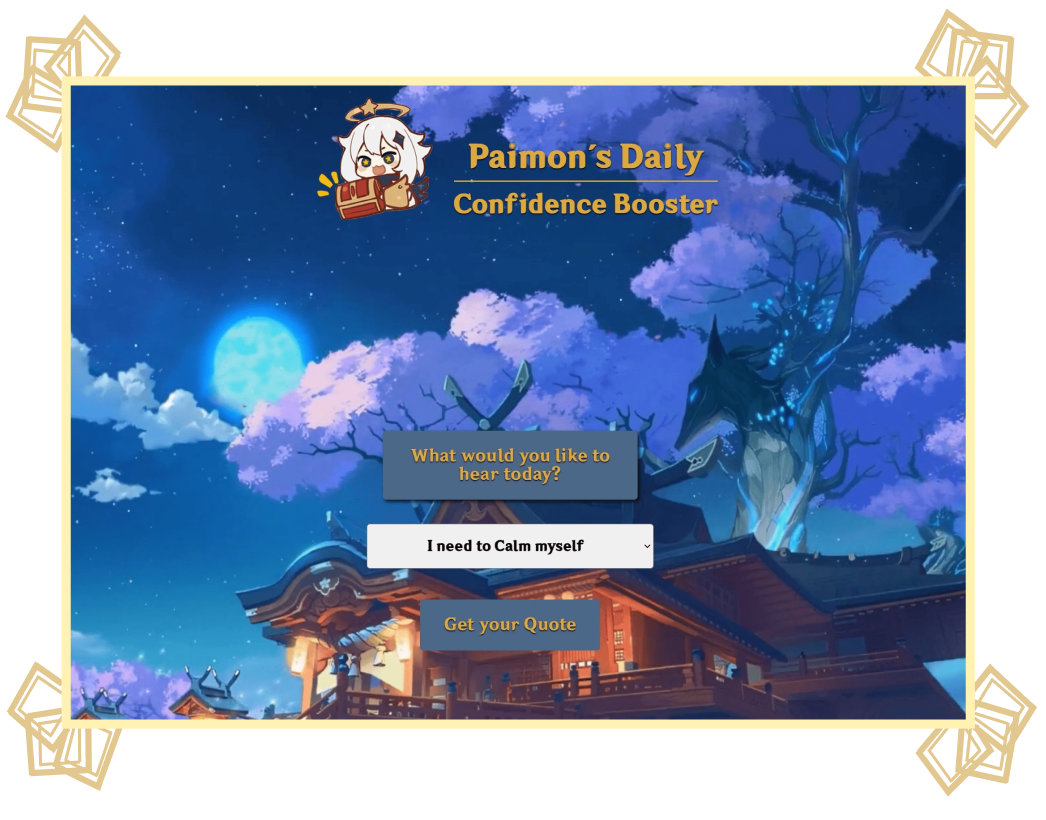 Paimon´s Daily
Confidence Booster
What would you like to
hear today?
I need to Calm myself
Get your Quote